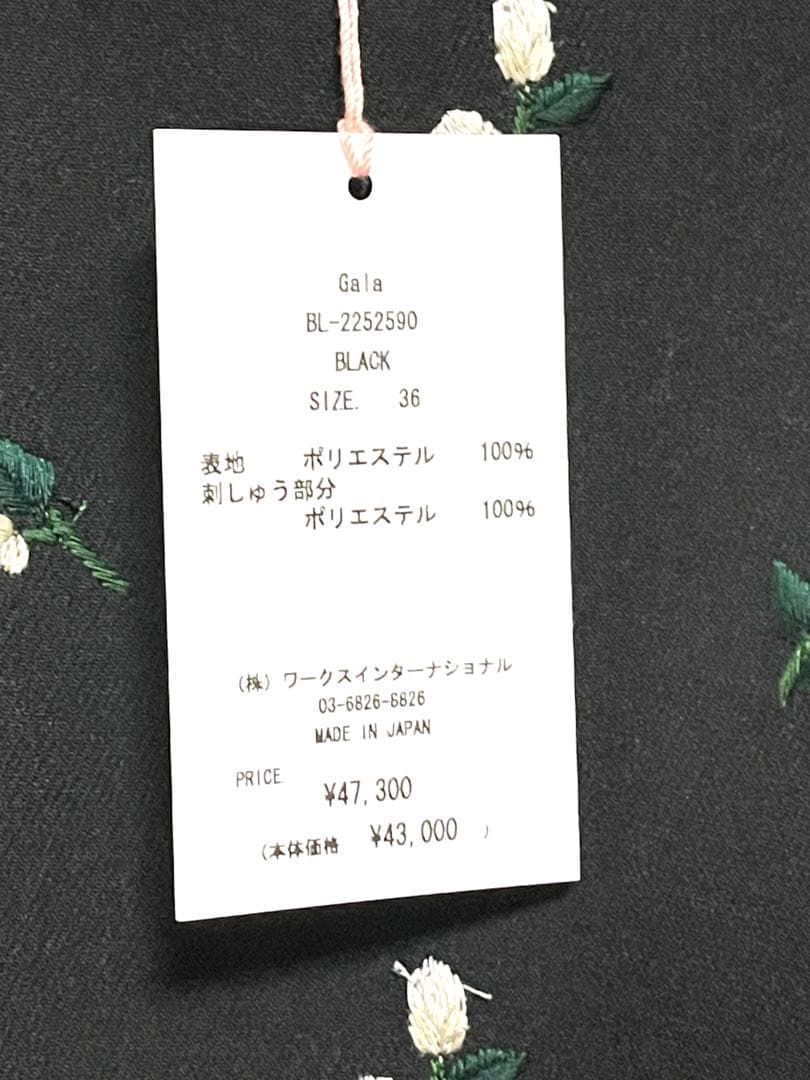 Gala
BL-2252590
BLACK
SIZE. 36
表地 ポリエステル 100%
刺しゅう部分
ポリエステル 100%
(株) ワークスインターナショナル
03-6826-8826
MADE IN JAPAN
PRICE. ¥47,300
(本体価格 ¥43,000 )